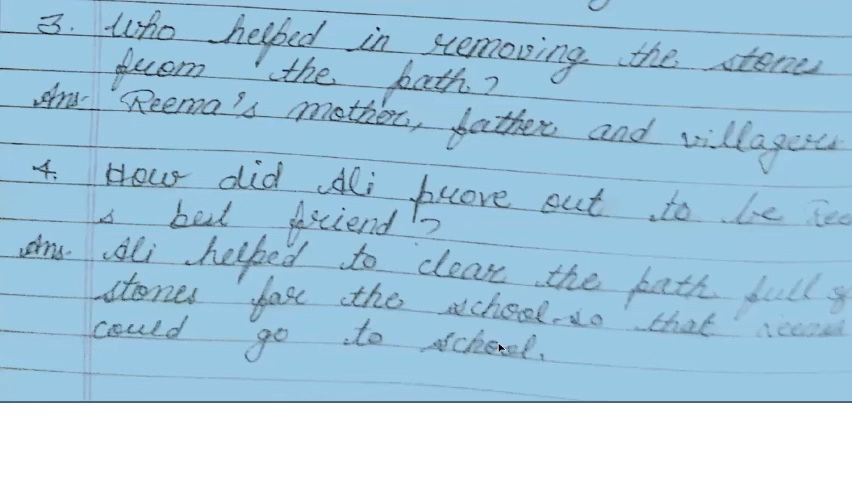 3. Who helped in removing the stones
from the path?
Ans. Reema's mother, father and villagers
4. How did Ali prove out to be
s best friend?
Ans. Ali helped to clear the path full of
stones for the school so that reema
could go to school.